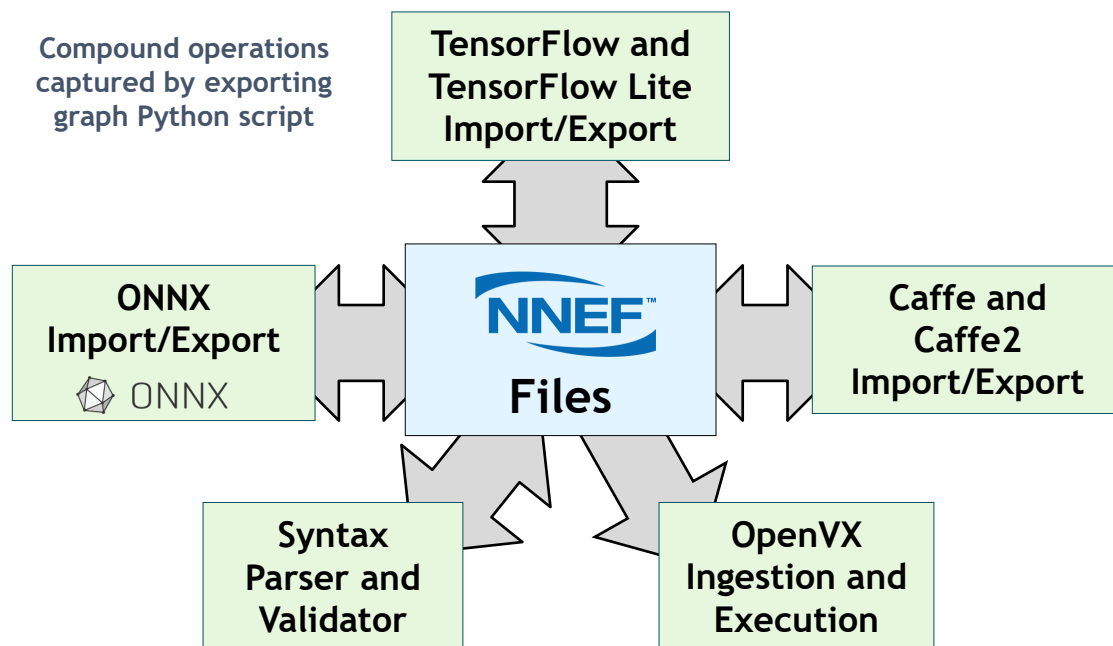 Compound operations
captured by exporting
graph Python script
TensorFlow and
TensorFlow Lite
Import/Export
ONNX
Import/Export
ONNX
NNEF™
Files
Caffe and
Caffe2
Import/Export
Syntax
Parser and
Validator
OpenVX
Ingestion and
Execution